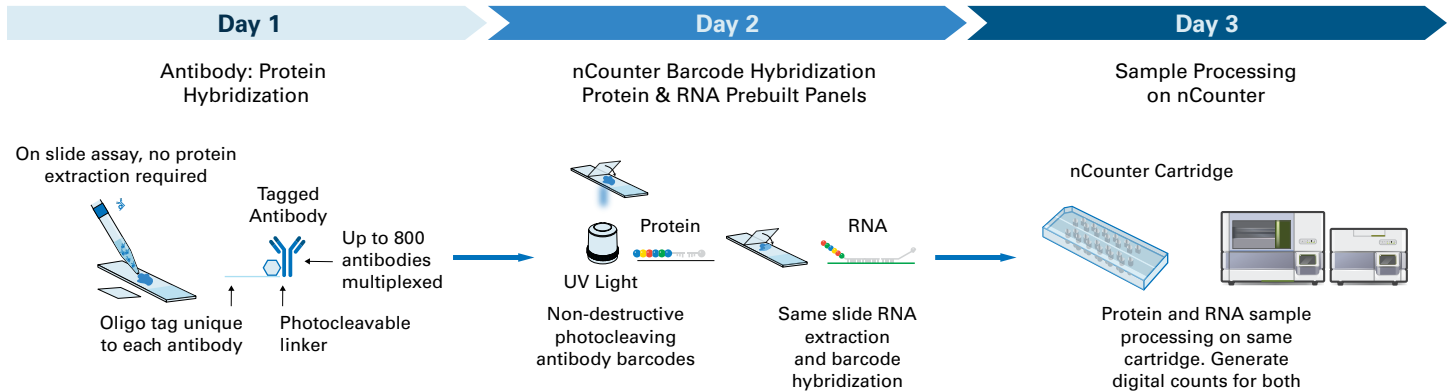 Day 1
Day 2
Day 3
Antibody: Protein
Hybridization
nCounter Barcode Hybridization
Protein & RNA Prebuilt Panels
Sample Processing
on nCounter
On slide assay, no protein
extraction required
Tagged
Antibody
Up to 800
antibodies
multiplexed
Oligo tag unique
to each antibody
Photocleavable
linker
UV Light
Protein
Non-destructive
photocleaving
antibody barcodes
RNA
Same slide RNA
extraction
and barcode
hybridization
nCounter Cartridge
Protein and RNA sample
processing on same
cartridge. Generate
digital counts for both